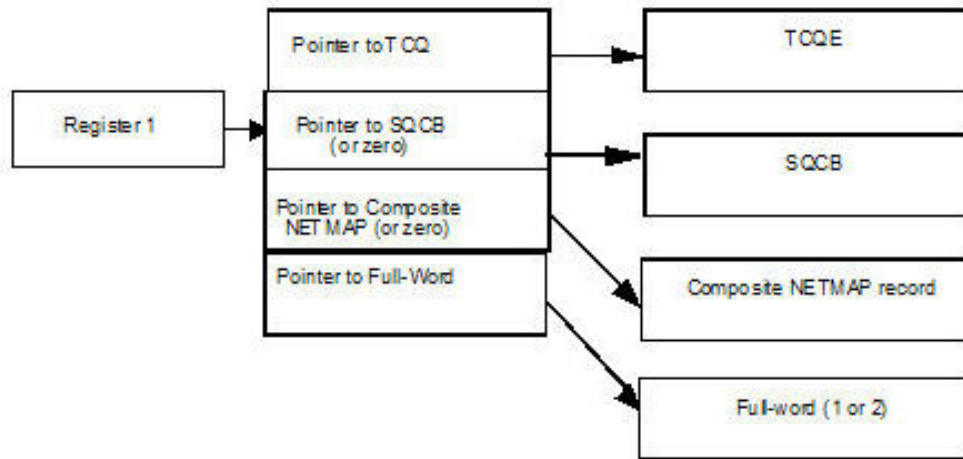 Pointer to TCQ
TCQE
Register 1
Pointer to SQCB
(or zero)
SQCB
Pointer to Composite
NETMAP (or zero)
Pointer to Full-Word
Composite NETMAP record
Full-word (1 or 2)